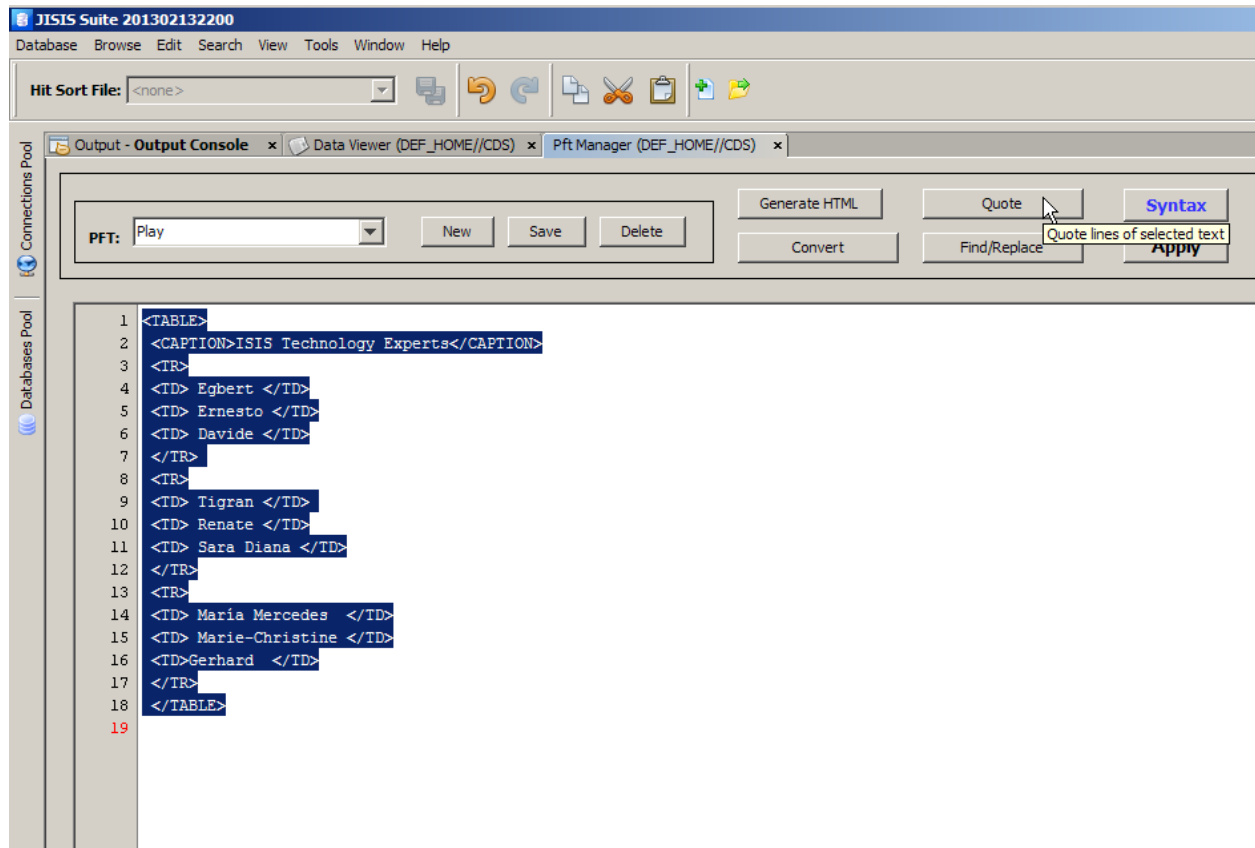 JISIS Suite 201302132200
Database Browse Edit Search View Tools Window Help
Hit Sort File: <none>
Connections Pool
Databases Pool
Output - Output Console x Data Viewer (DEF_HOME//CDS) x Pft Manager (DEF_HOME//CDS) x
PFT: Play New Save Delete
Generate HTML Quote Syntax
Quote lines of selected text
Convert Find/Replace Apply
1 <TABLE>
2 <CAPTION>ISIS Technology Experts</CAPTION>
3 <TR>
4 <TD> Egbert </TD>
5 <TD> Ernesto </TD>
6 <TD> Davide </TD>
7 </TR>
8 <TR>
9 <TD> Tigran </TD>
10 <TD> Renate </TD>
11 <TD> Sara Diana </TD>
12 </TR>
13 <TR>
14 <TD> María Mercedes  </TD>
15 <TD> Marie-Christine </TD>
16 <TD>Gerhard  </TD>
17 </TR>
18 </TABLE>
19